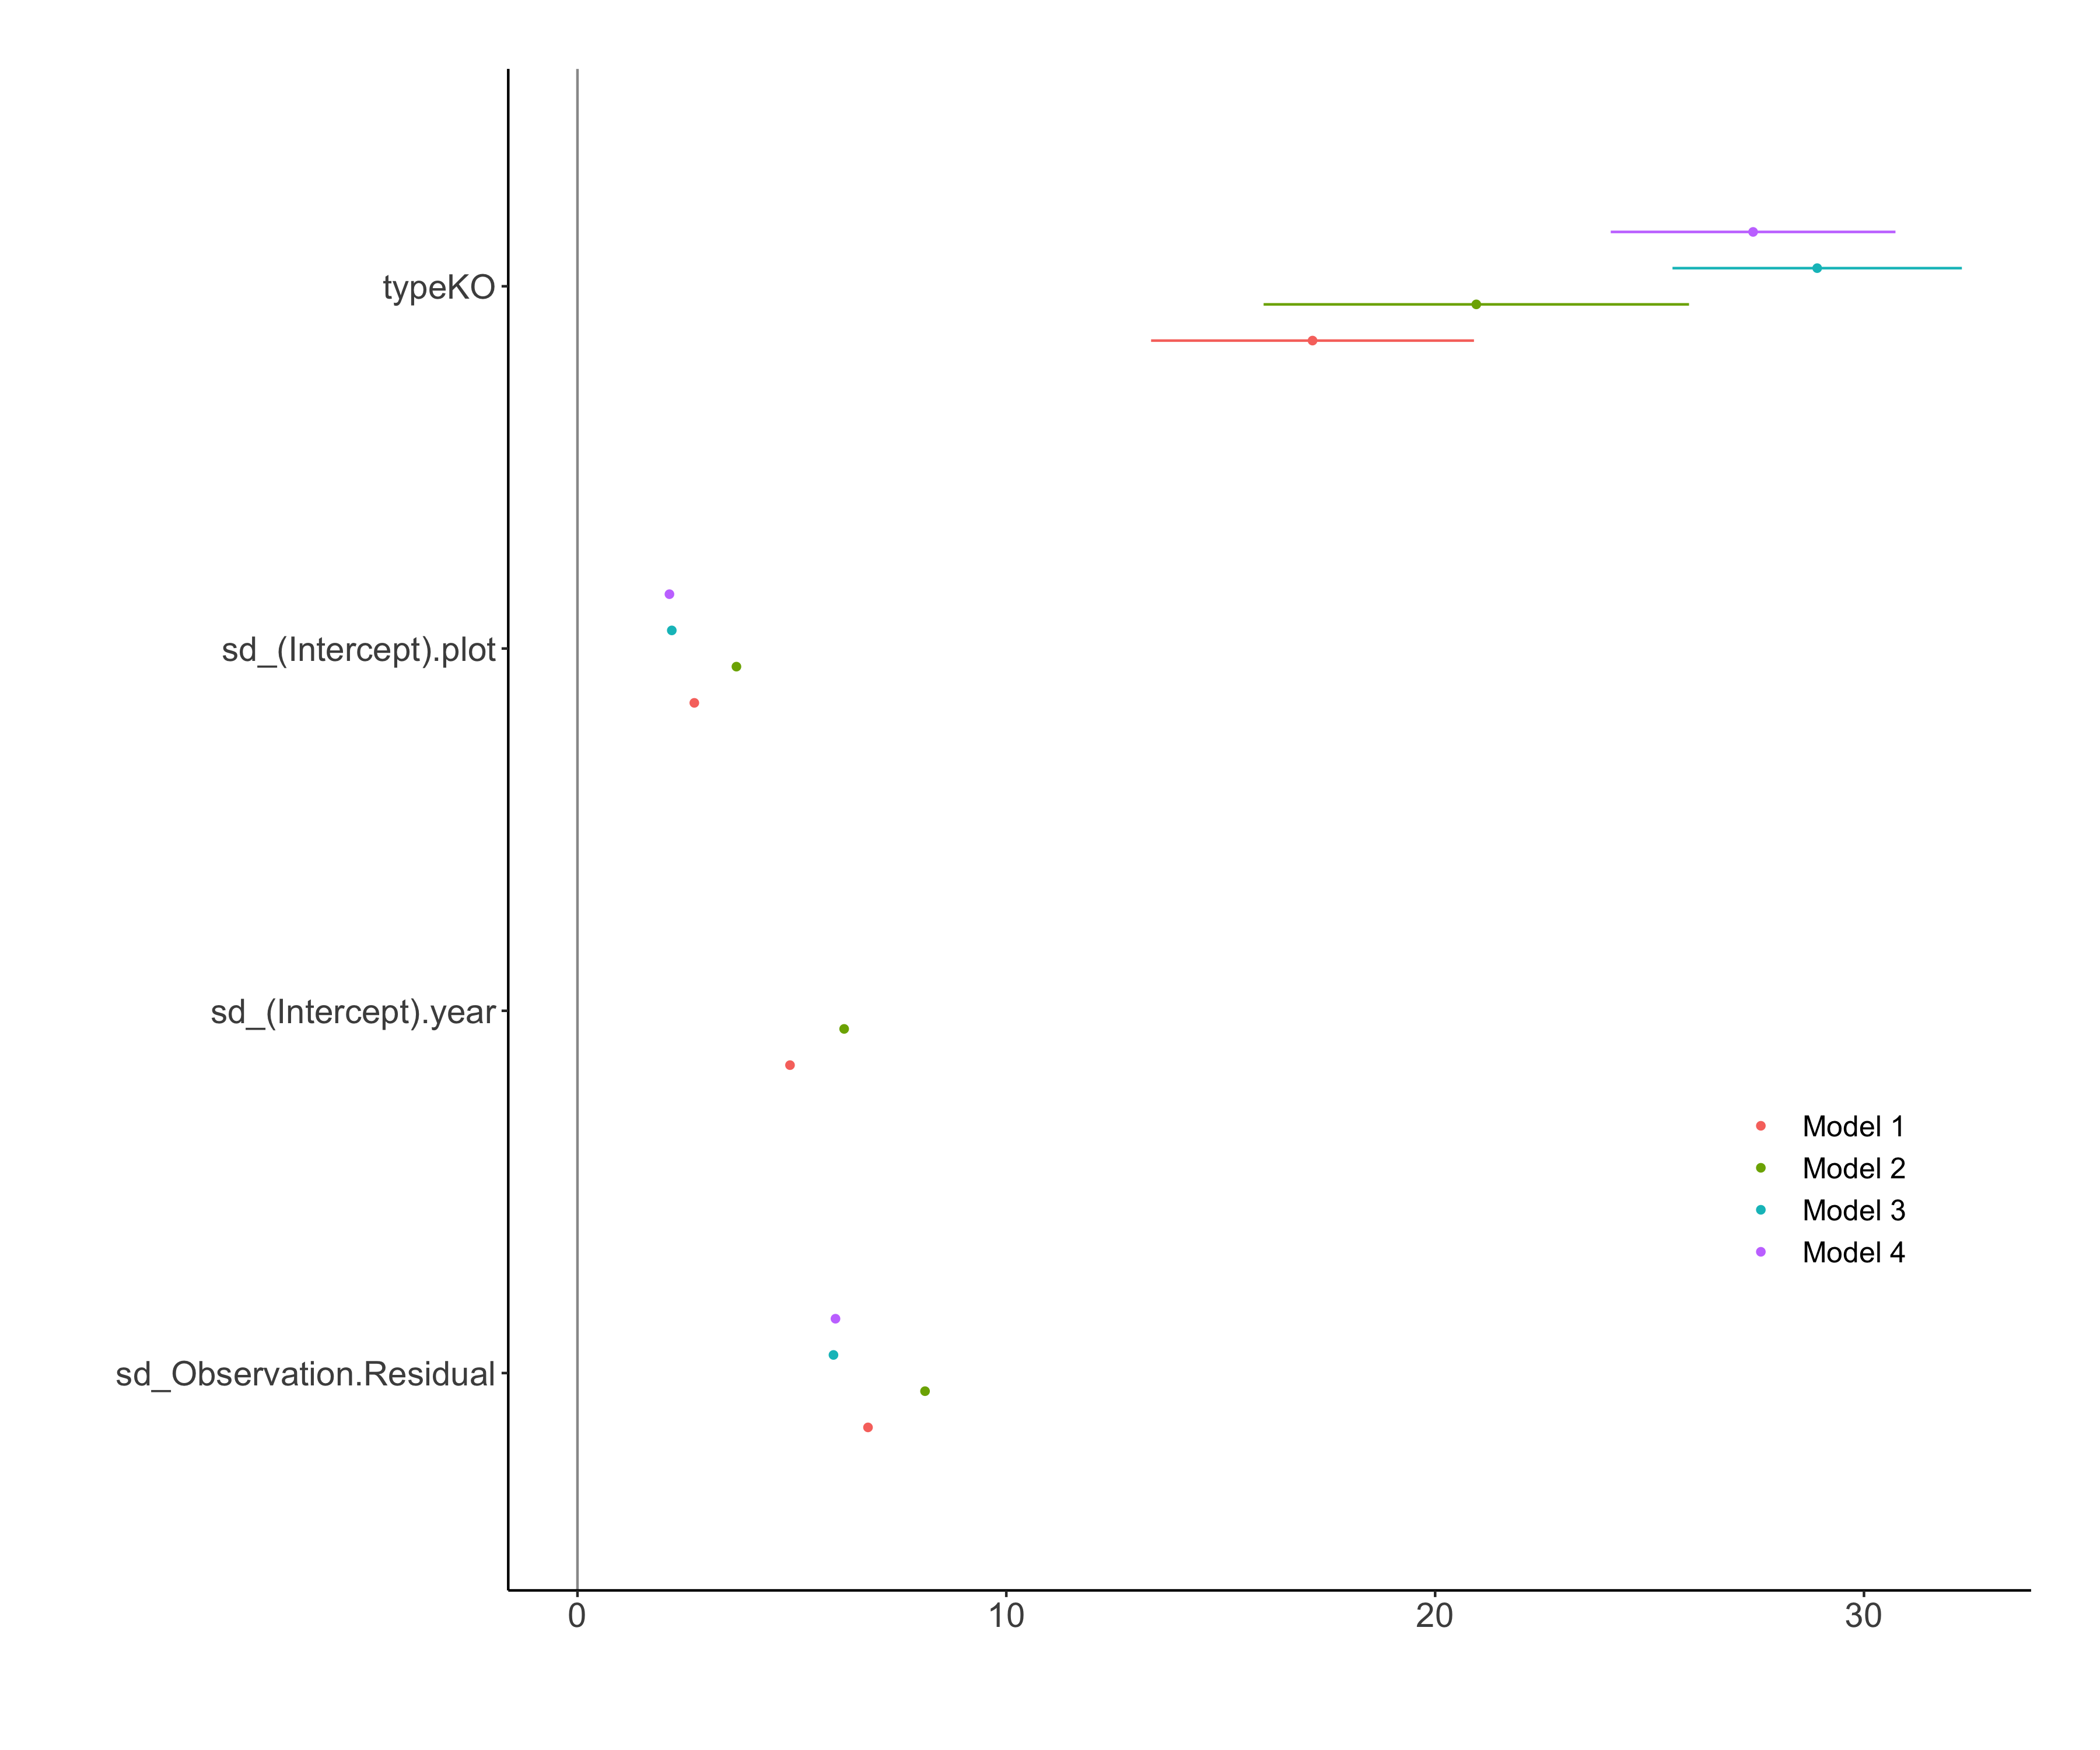 typeKO
sd_(Intercept).plot
sd_(Intercept).year
sd_Observation.Residual
Model 1
Model 2
Model 3
Model 4
0 10 20 30